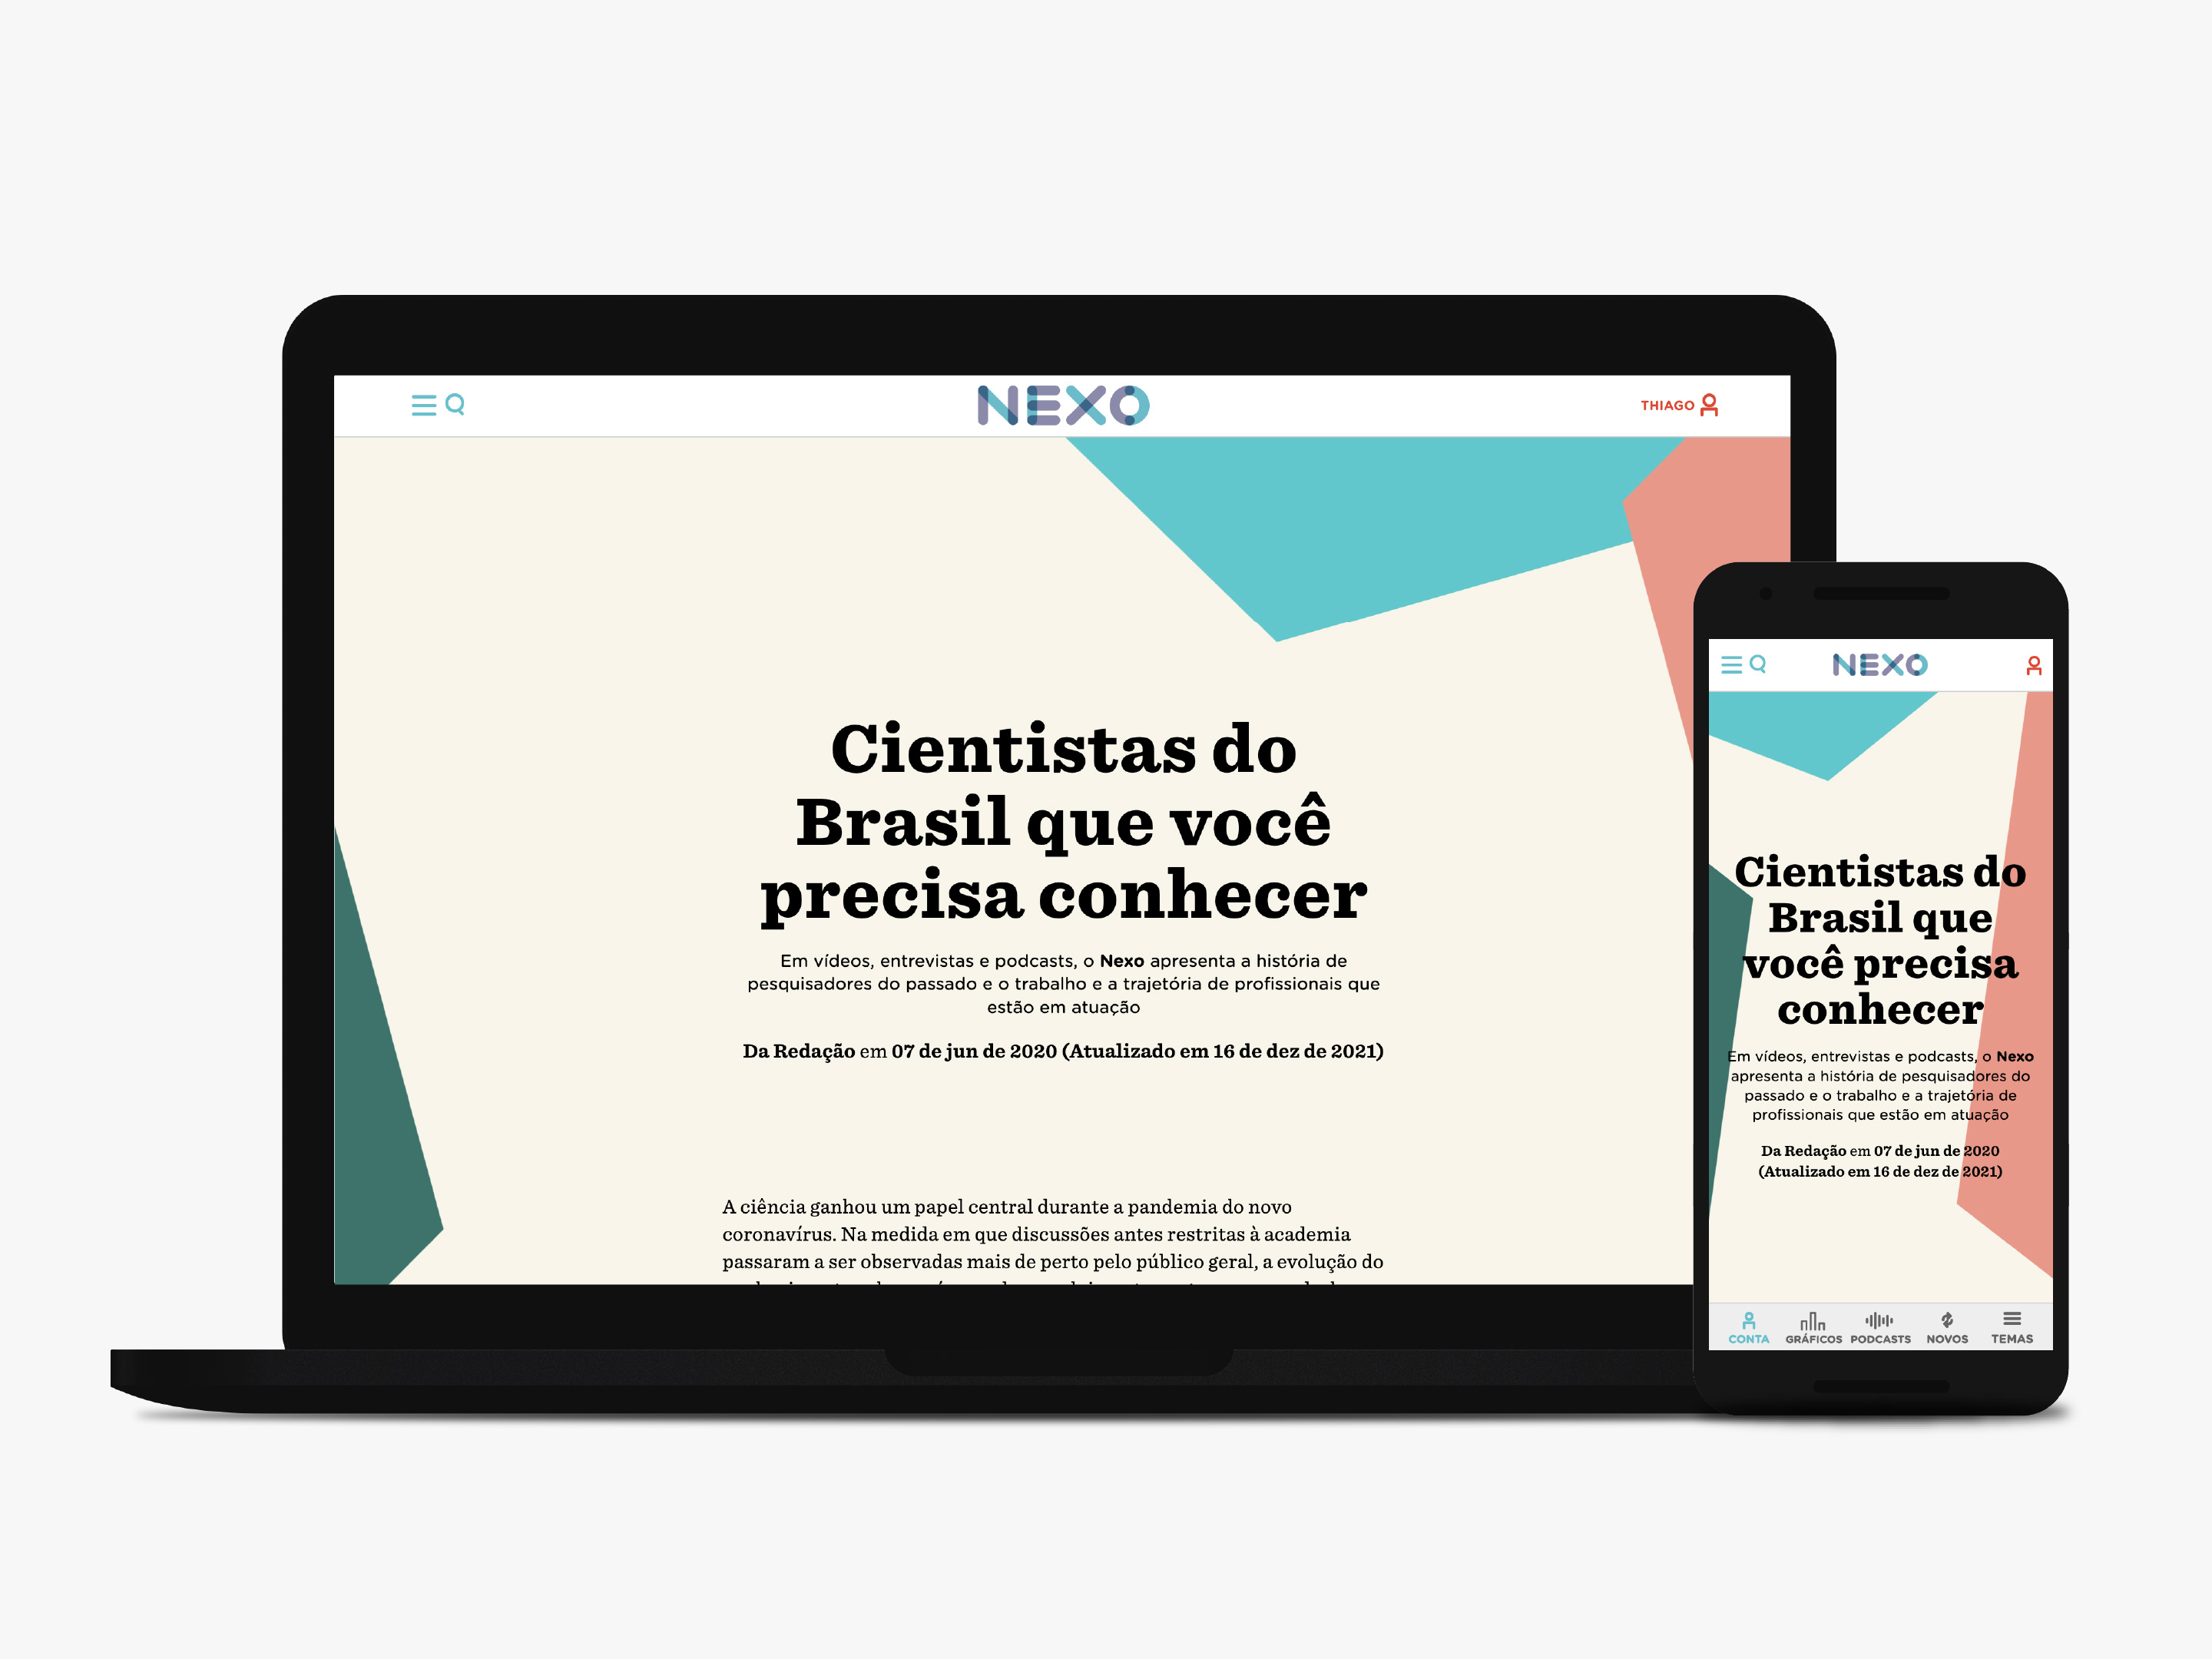 NEXO
THIAGO
Cientistas do
Brasil que você
precisa conhecer
Em vídeos, entrevistas e podcasts, o Nexo apresenta a história de
pesquisadores do passado e o trabalho e a trajetória de profissionais que
estão em atuação
Da Redação em 07 de jun de 2020 (Atualizado em 16 de dez de 2021)
A ciência ganhou um papel central durante a pandemia do novo
coronavírus. Na medida em que discussões antes restritas à academia
passaram a ser observadas mais de perto pelo público geral, a evolução do
NEXO
Cientistas do
Brasil que
você precisa
conhecer
Em vídeos, entrevistas e podcasts, o Nexo
apresenta a história de pesquisadores do
passado e o trabalho e a trajetória de
profissionais que estão em atuação
Da Redação em 07 de jun de 2020
(Atualizado em 16 de dez de 2021)
CONTA GRÁFICOS PODCASTS NOVOS TEMAS